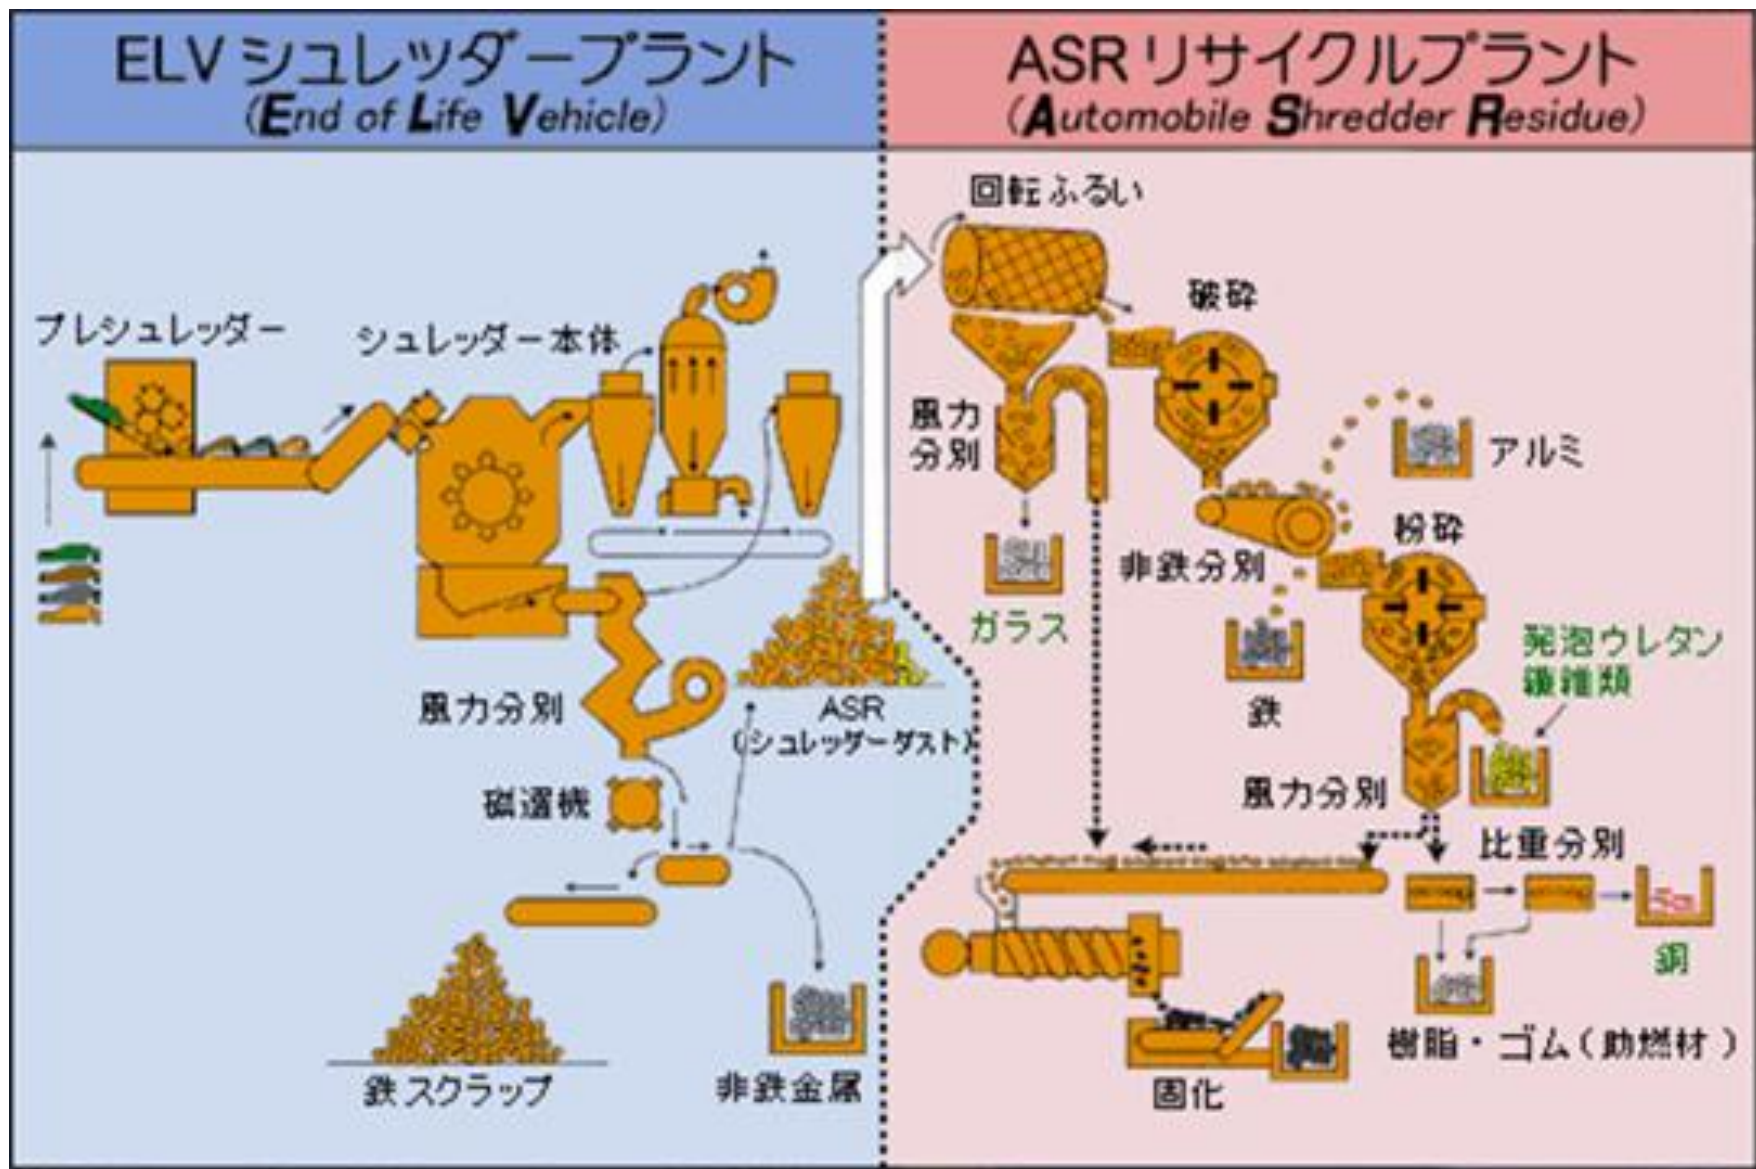 ELVシュレッダープラント
(End of Life Vehicle)
プレシュレッダー
シュレッダー本体
風力分別
磁選機
ASR
(シュレッダーダスト)
鉄スクラップ
非鉄金属
ASRリサイクルプラント
(Automobile Shredder Residue)
回転ふるい
破砕
風力
分別
アルミ
粉砕
非鉄分別
ガラス
鉄
発泡ウレタン
繊維類
風力分別
比重分別
銅
樹脂・ゴム(助燃材)
固化